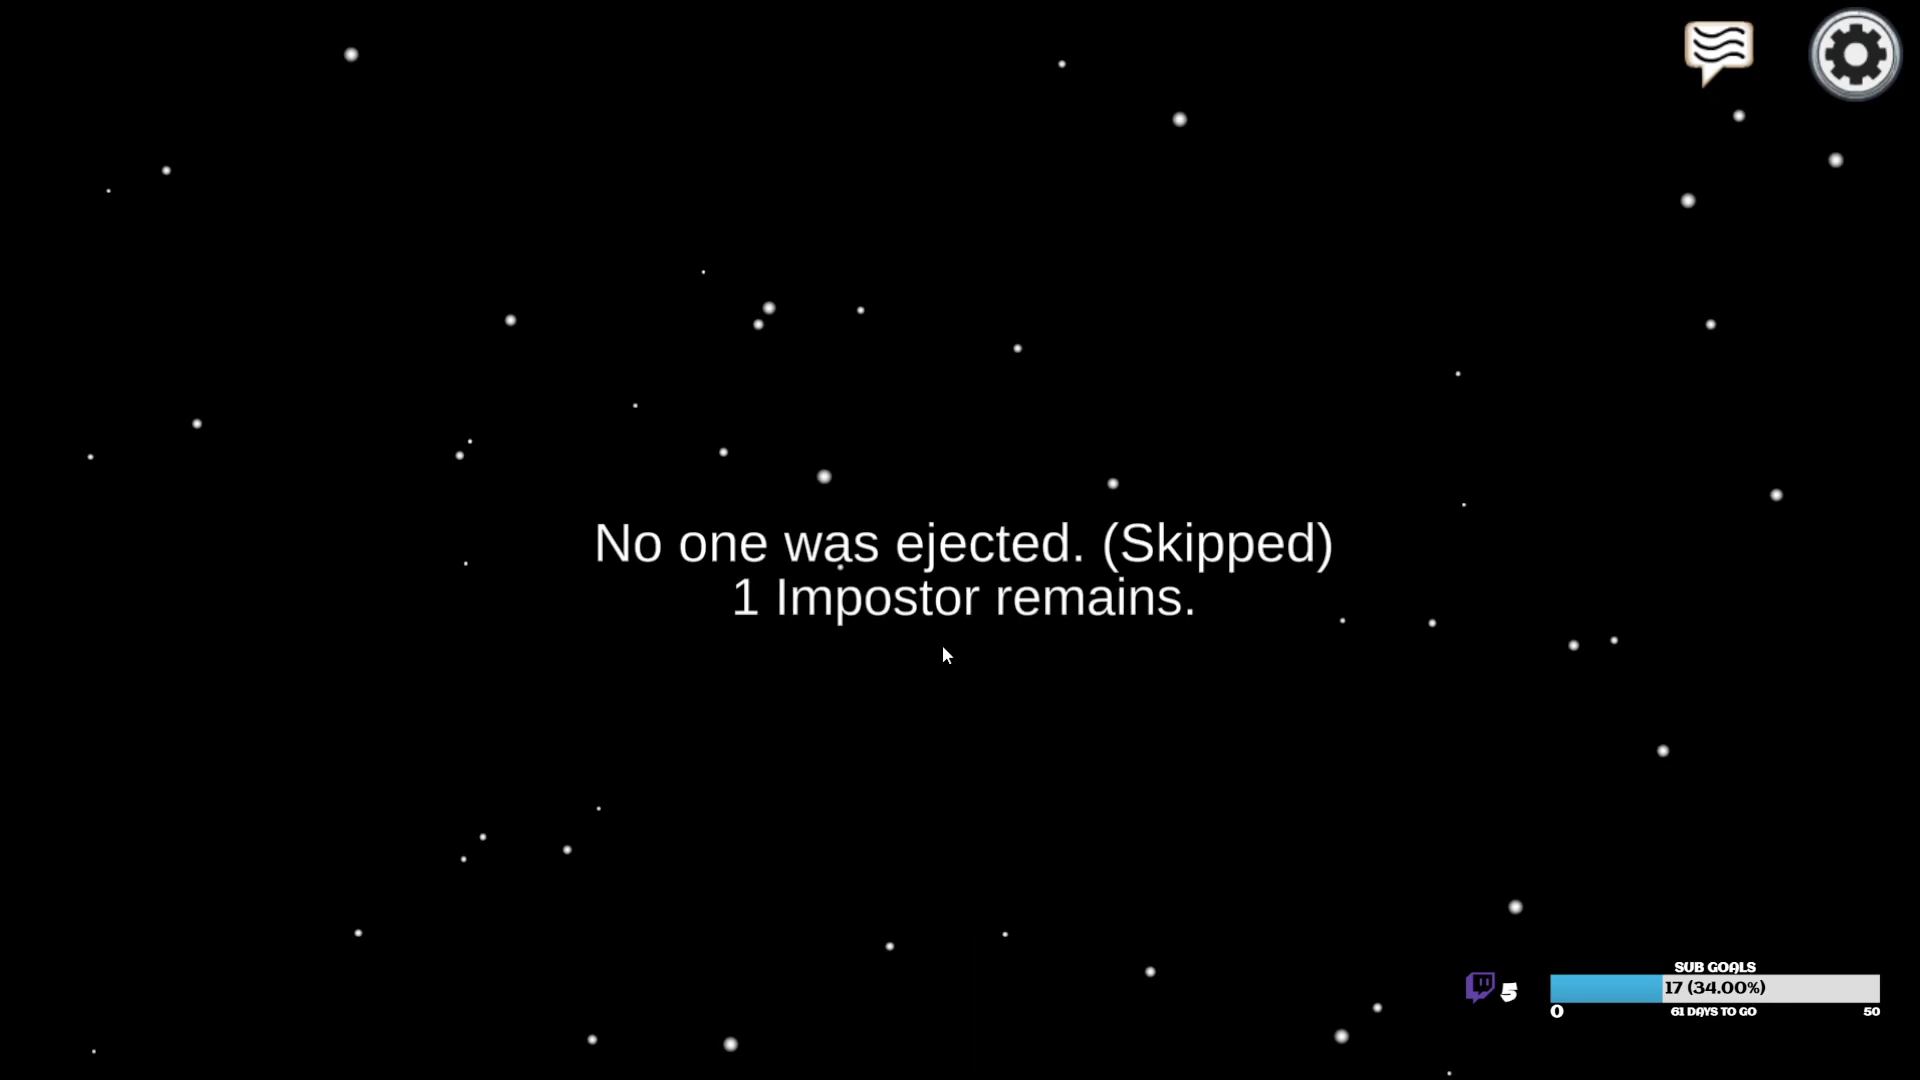 No one was ejected. (Skipped)
1 Impostor remains.
SUB GOALS
5
17 (34.00%)
0
61 DAYS TO GO
50